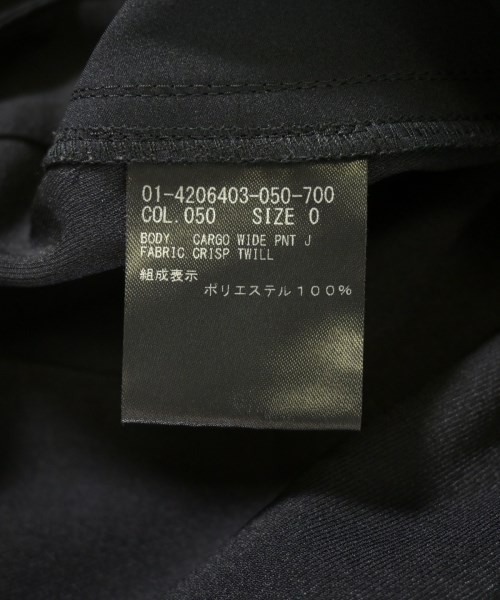 01-4206403-050-700
COL.050 SIZE 0
BODY CARGO WIDE PNT J
FABRIC CRISP TWILL
組成表示
ポリエステル100%